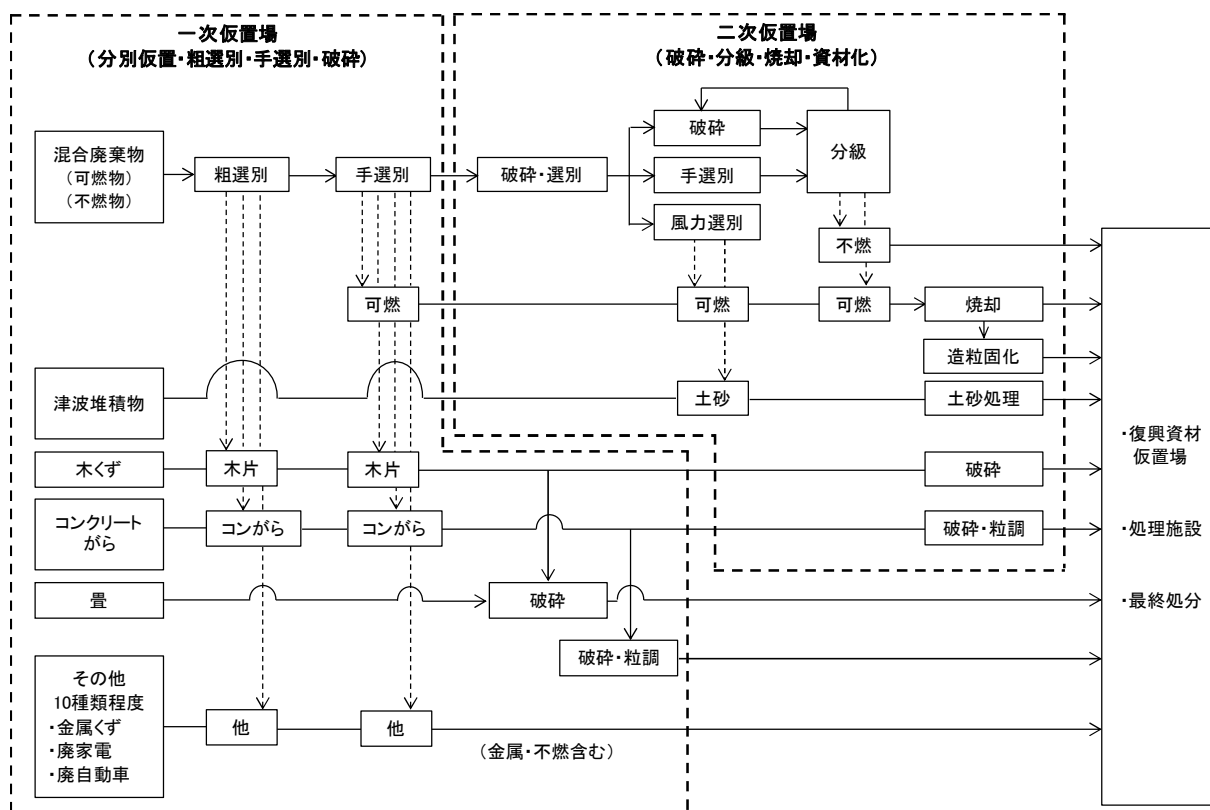 一次仮置場
(分別仮置・粗選別・手選別・破砕)
二次仮置場
(破砕・分級・焼却・資材化)
混合廃棄物
(可燃物)
(不燃物)
粗選別
手選別
破砕・選別
破砕
手選別
風力選別
分級
不燃
可燃
可燃
可燃
焼却
造粒固化
津波堆積物
土砂
土砂処理
木くず
木片
木片
破砕
コンクリート
がら
コンがら
コンがら
破砕・粒調
畳
破砕
破砕・粒調
その他
10種類程度
・金属くず
・廃家電
・廃自動車
他
他
(金属・不燃含む)
・復興資材
仮置場
・処理施設
・最終処分